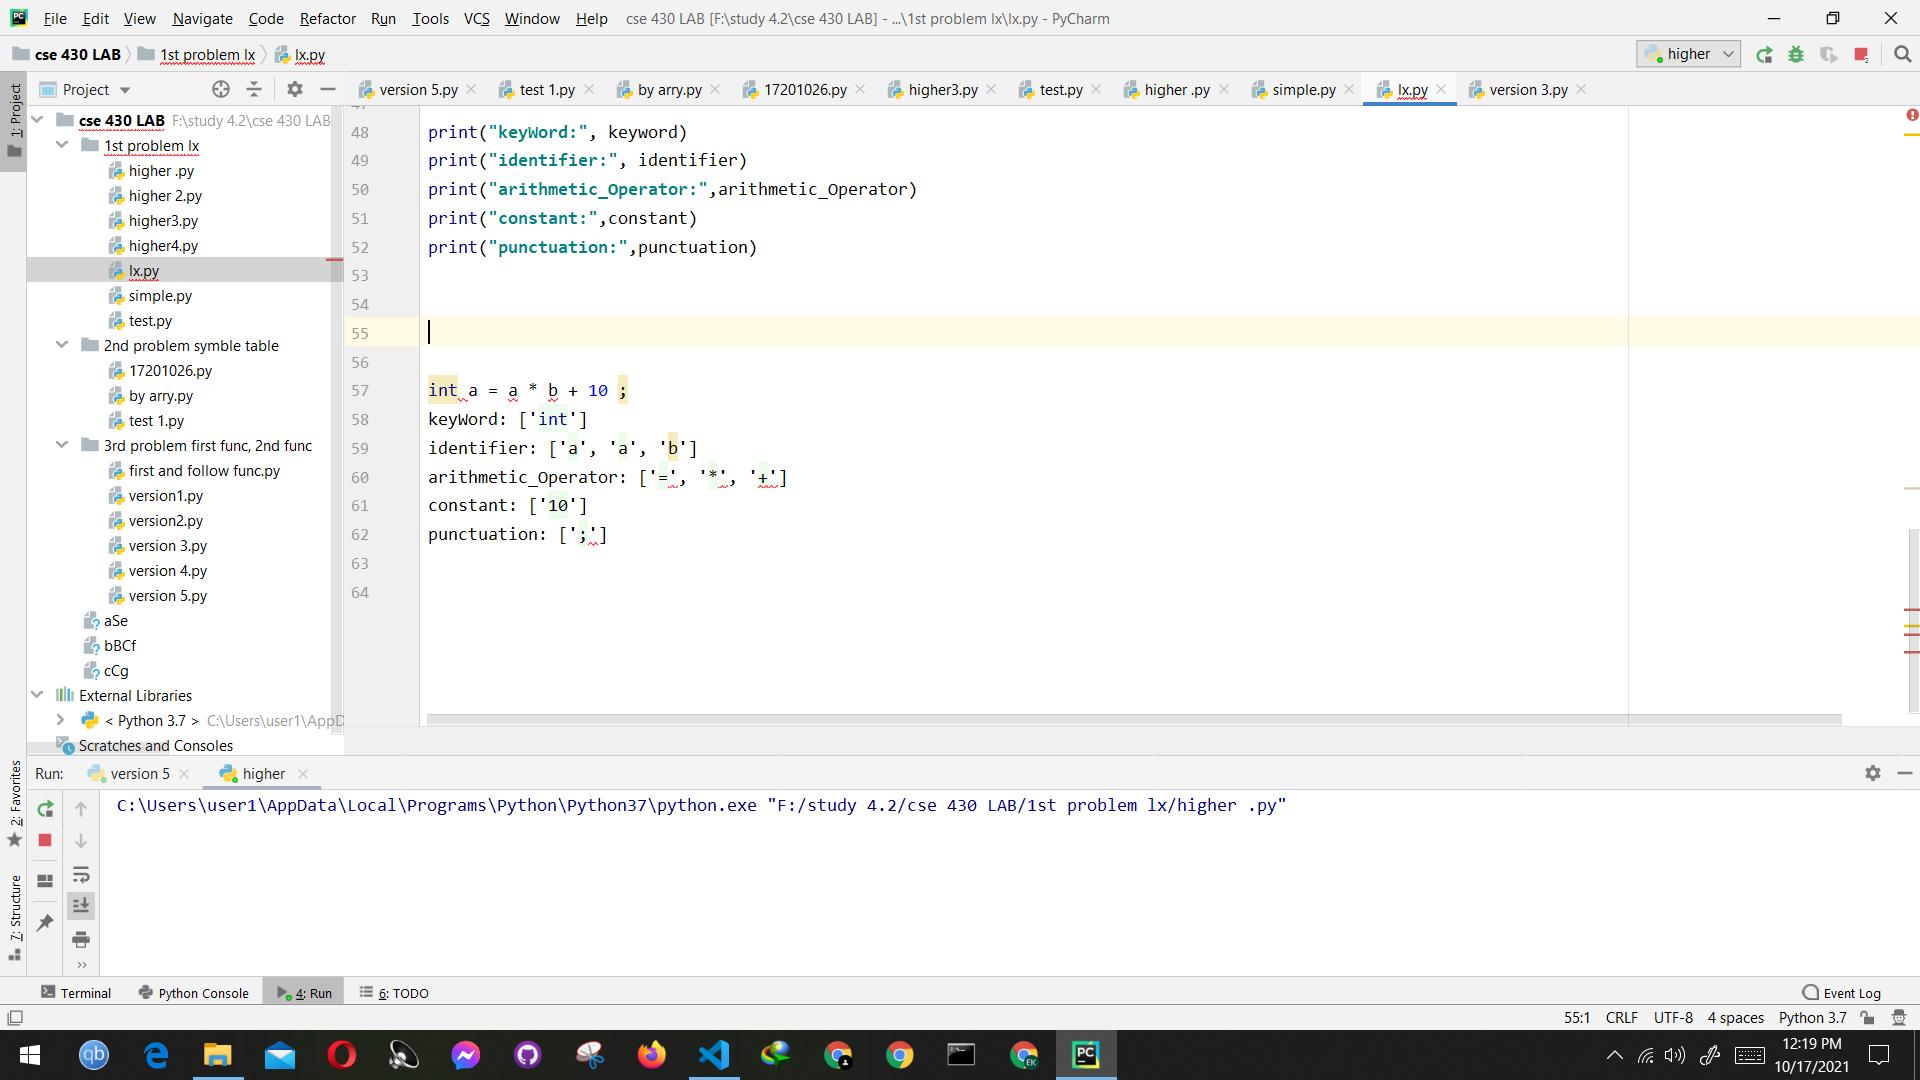 File Edit View Navigate Code Refactor Run Tools VCS Window Help cse 430 LAB [F:\study 4.2\cse 430 LAB] - ...\1st problem lx\lx.py - PyCharm
cse 430 LAB 1st problem lx lx.py higher
Project version 5.py test 1.py by arry.py 17201026.py higher3.py test.py higher .py simple.py lx.py version 3.py
1: Project
cse 430 LAB F:\study 4.2\cse 430 LAB
1st problem lx
higher .py
higher 2.py
higher3.py
higher4.py
lx.py
simple.py
test.py
2nd problem symble table
17201026.py
by arry.py
test 1.py
3rd problem first func, 2nd func
first and follow func.py
version1.py
version2.py
version 3.py
version 4.py
version 5.py
aSe
bBCf
cCg
External Libraries
< Python 3.7 > C:\Users\user1\AppD
Scratches and Consoles
48 print("keyWord:", keyword)
49 print("identifier:", identifier)
50 print("arithmetic_Operator:",arithmetic_Operator)
51 print("constant:",constant)
52 print("punctuation:",punctuation)
53
54
55
56
57 int a = a * b + 10 ;
58 keyWord: ['int']
59 identifier: ['a', 'a', 'b']
60 arithmetic_Operator: ['=', '*', '+']
61 constant: ['10']
62 punctuation: [';']
63
64
2: Favorites
7: Structure
Run: version 5 higher
C:\Users\user1\AppData\Local\Programs\Python\Python37\python.exe "F:/study 4.2/cse 430 LAB/1st problem lx/higher .py"
Terminal Python Console 4: Run 6: TODO Event Log
55:1 CRLF UTF-8 4 spaces Python 3.7
12:19 PM
10/17/2021